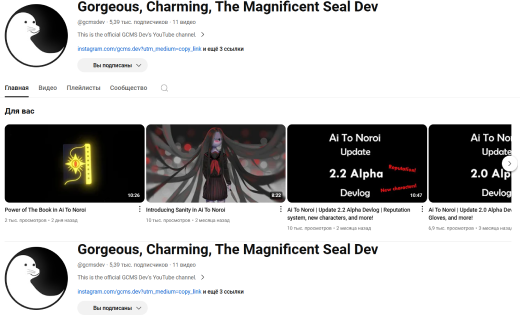 Gorgeous, Charming, The Magnificent Seal Dev
@gcmsdev · 5,39 тыс. подписчиков · 11 видео
This is the official GCMS Dev's YouTube channel. >
instagram.com/gcms.dev?utm_medium=copy_link и ещё 3 ссылки
Вы подписаны
Главная Видео Плейлисты Сообщество
Для вас
10:26
8:22
Ai To Noroi
Update
Reputation!
2.2 Alpha
New characters!
Devlog
10:47
Ai To Nor
Update
2.0 Alp
Devlog
Power of The Book in Ai To Noroi
2 тыс. просмотров • 2 дня назад
Introducing Sanity in Ai To Noroi
18 тыс. просмотров • 2 месяца назад
Ai To Noroi | Update 2.2 Alpha Devlog | Reputation
system, new characters, and more!
10 тыс. просмотров • 3 месяца назад
Ai To Noroi | Update 2.0 Alpha Dev
Gloves, and more!
6,9 тыс. просмотров • 3 месяца наза
Gorgeous, Charming, The Magnificent Seal Dev
@gcmsdev · 5,39 тыс. подписчиков · 11 видео
This is the official GCMS Dev's YouTube channel. >
instagram.com/gcms.dev?utm_medium=copy_link и ещё 3 ссылки
Вы подписаны